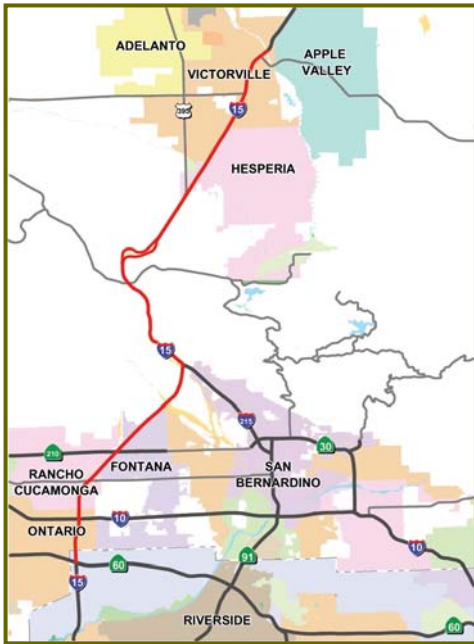 ADELANTO
APPLE
VALLEY
VICTORVILLE
395
15
HESPERIA
15
215
30
210
FONTANA
SAN
BERNARDINO
RANCHO
CUCAMONGA
ONTARIO
10
10
60
91
15
RIVERSIDE
60